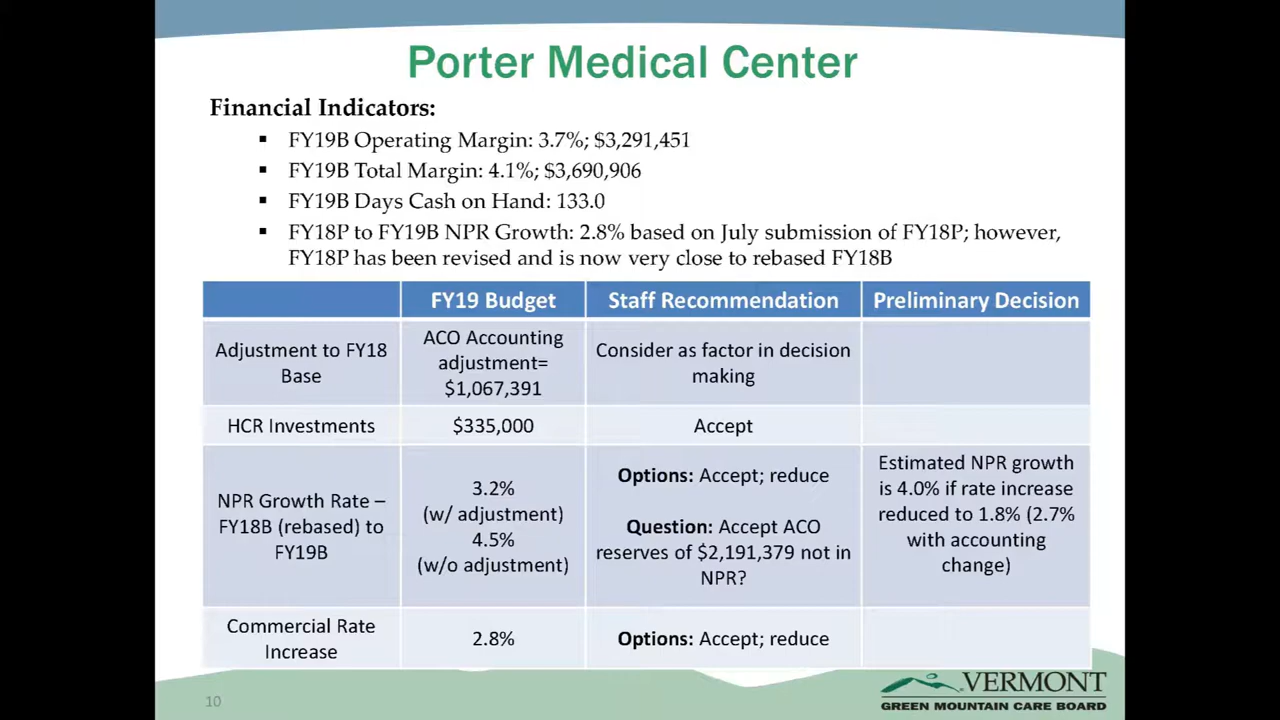 Porter Medical Center
Financial Indicators:
▪ FY19B Operating Margin: 3.7%; $3,291,451
▪ FY19B Total Margin: 4.1%; $3,690,906
▪ FY19B Days Cash on Hand: 133.0
▪ FY18P to FY19B NPR Growth: 2.8% based on July submission of FY18P; however,
FY18P has been revised and is now very close to rebased FY18B
FY19 Budget
Staff Recommendation
Preliminary Decision
Adjustment to FY18
Base
ACO Accounting
adjustment=
$1,067,391
Consider as factor in decision
making
HCR Investments
$335,000
Accept
NPR Growth Rate –
FY18B (rebased) to
FY19B
3.2%
(w/ adjustment)
4.5%
(w/o adjustment)
Options: Accept; reduce
Question: Accept ACO
reserves of $2,191,379 not in
NPR?
Estimated NPR growth
is 4.0% if rate increase
reduced to 1.8% (2.7%
with accounting
change)
Commercial Rate
Increase
2.8%
Options: Accept; reduce
10
VERMONT
GREEN MOUNTAIN CARE BOARD